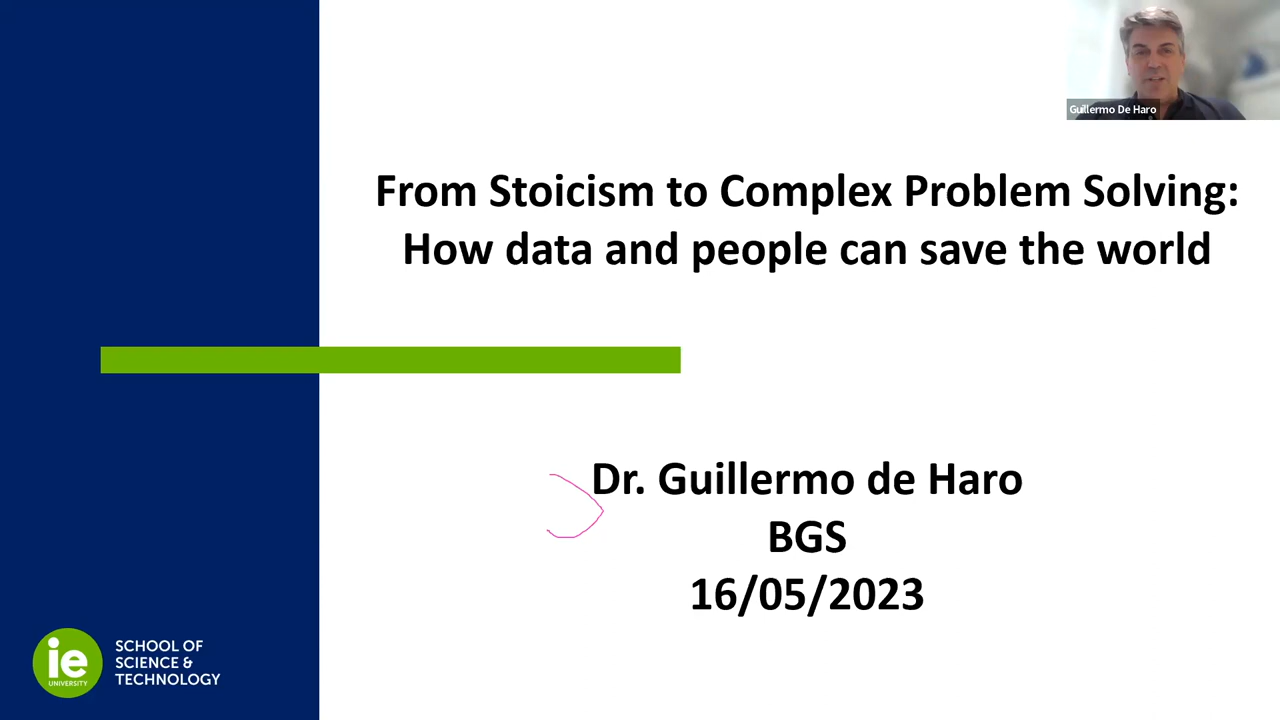 Guillermo De Haro
From Stoicism to Complex Problem Solving:
How data and people can save the world
Dr. Guillermo de Haro
BGS
16/05/2023
ie
UNIVERSITY
SCHOOL OF
SCIENCE &
TECHNOLOGY